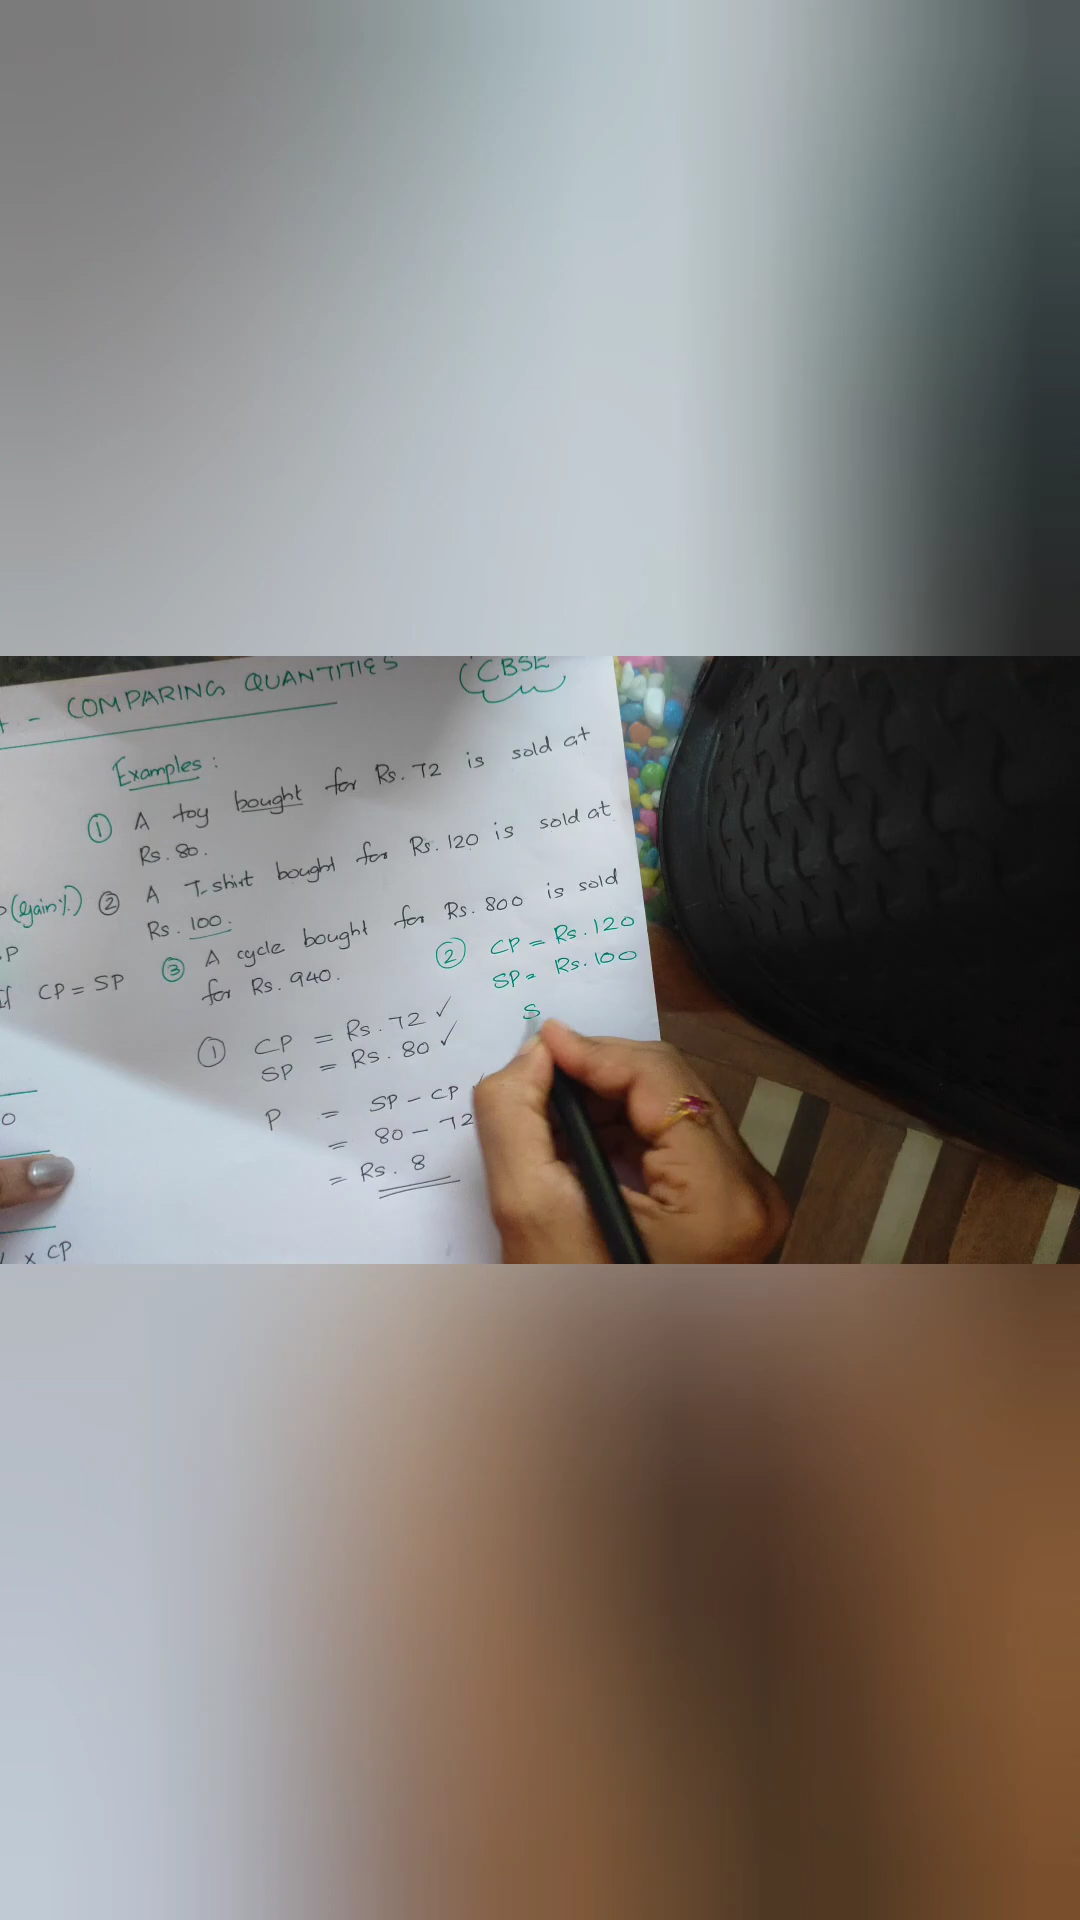 - COMPARING QUANTITIES
(CBSE
Examples :
① A toy bought for Rs. 72 is sold at
Rs. 80.
(gain%) ② A T-shirt bought for Rs. 120 is sold at
Rs. 100.
③ A cycle bought for Rs. 800 is sold
for Rs. 940.
If CP = SP
① CP = Rs. 72 ✓
SP = Rs. 80 ✓
P = SP - CP
= 80 - 72
= Rs. 8
② CP = Rs. 120
SP = Rs. 100
S
x CP